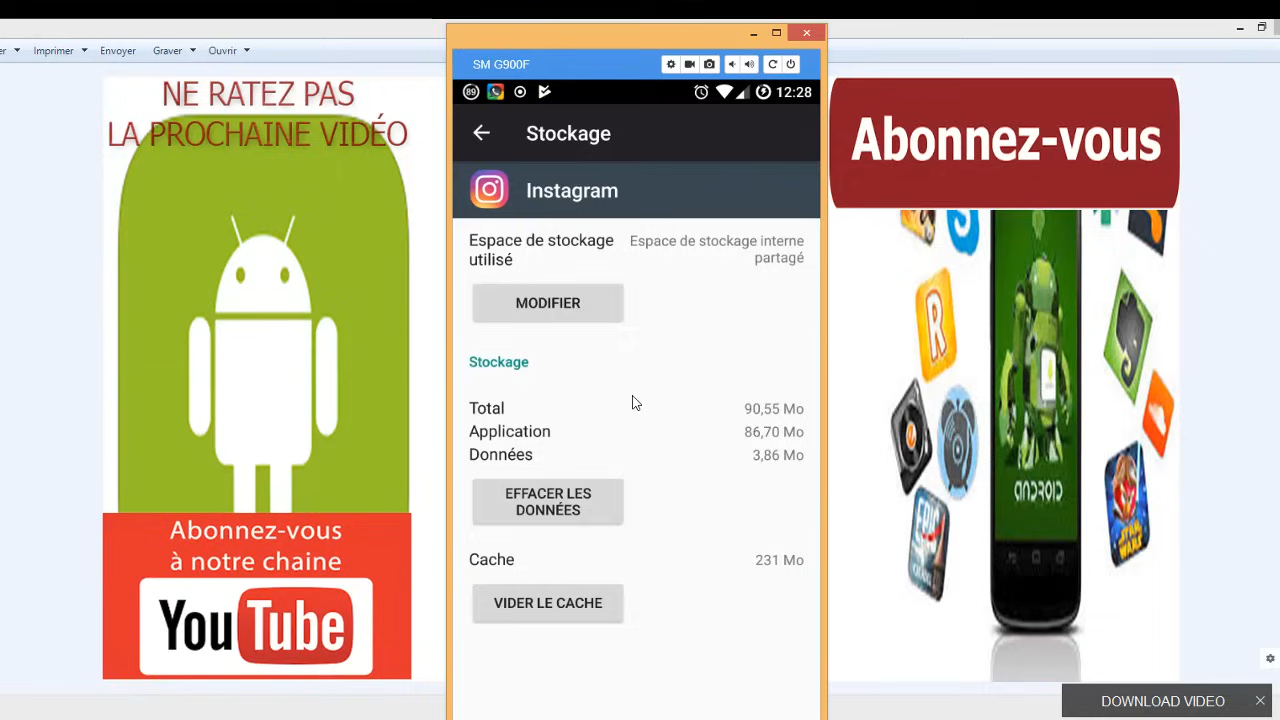 Imprimer Envoyer Graver Ouvrir
NE RATEZ PAS
LA PROCHAINE VIDÉO
Abonnez-vous
à notre chaine
YouTube
SM G900F
89
12:28
Stockage
Instagram
Espace de stockage utilisé
Espace de stockage interne partagé
MODIFIER
Stockage
Total 90,55 Mo
Application 86,70 Mo
Données 3,86 Mo
EFFACER LES
DONNÉES
Cache 231 Mo
VIDER LE CACHE
Abonnez-vous
ANDROID
DOWNLOAD VIDEO